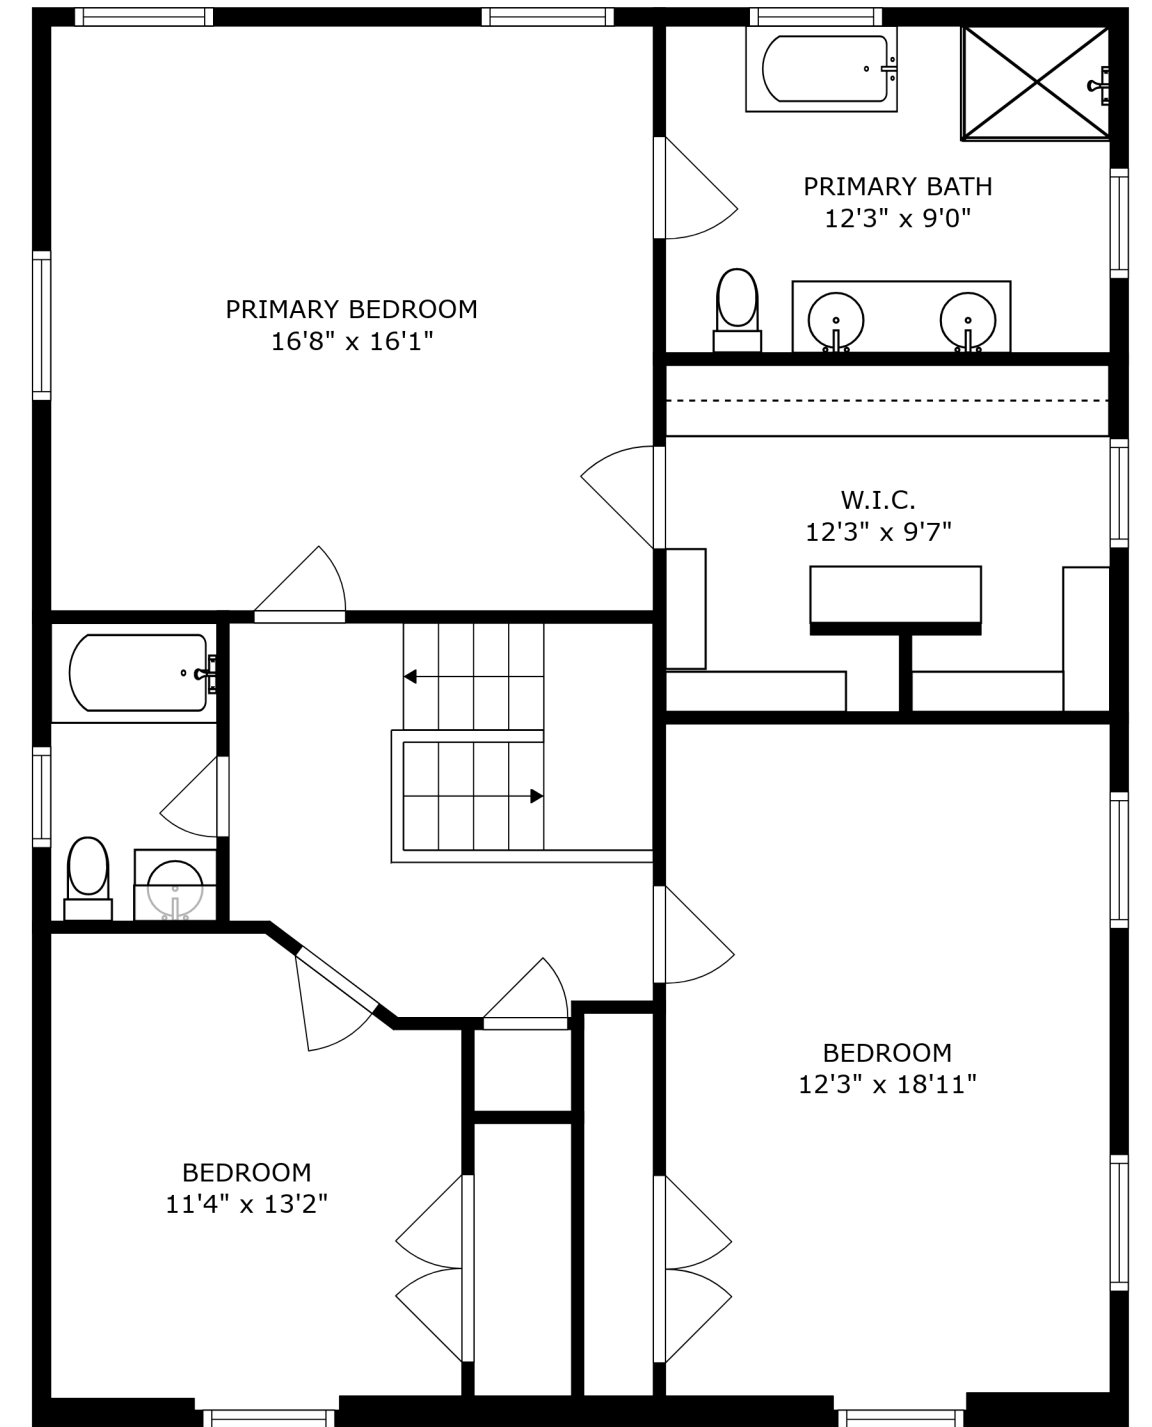 PRIMARY BATH
12'3" x 9'0"
PRIMARY BEDROOM
16'8" x 16'1"
W.I.C.
12'3" x 9'7"
BEDROOM
12'3" x 18'11"
BEDROOM
11'4" x 13'2"